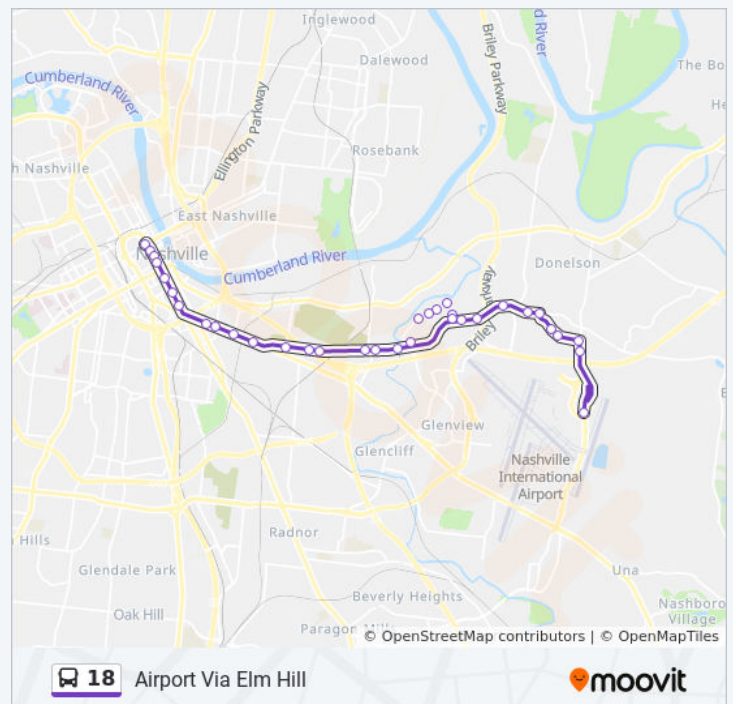 Inglewood
d River
Dalewood
The Bo
Cumberland River
Briley Parkway
He
Ellington Parkway
Rosebank
h Nashville
East Nashville
Nashville
Cumberland River
Donelson
Briley
Glenview
Glencliff
Nashville
International
Airport
Radnor
Hills
Glendale Park
Una
Beverly Heights
Nashboro
Village
Oak Hill
© OpenStreetMap contributors | © OpenMapTiles
18 Airport Via Elm Hill
moovit